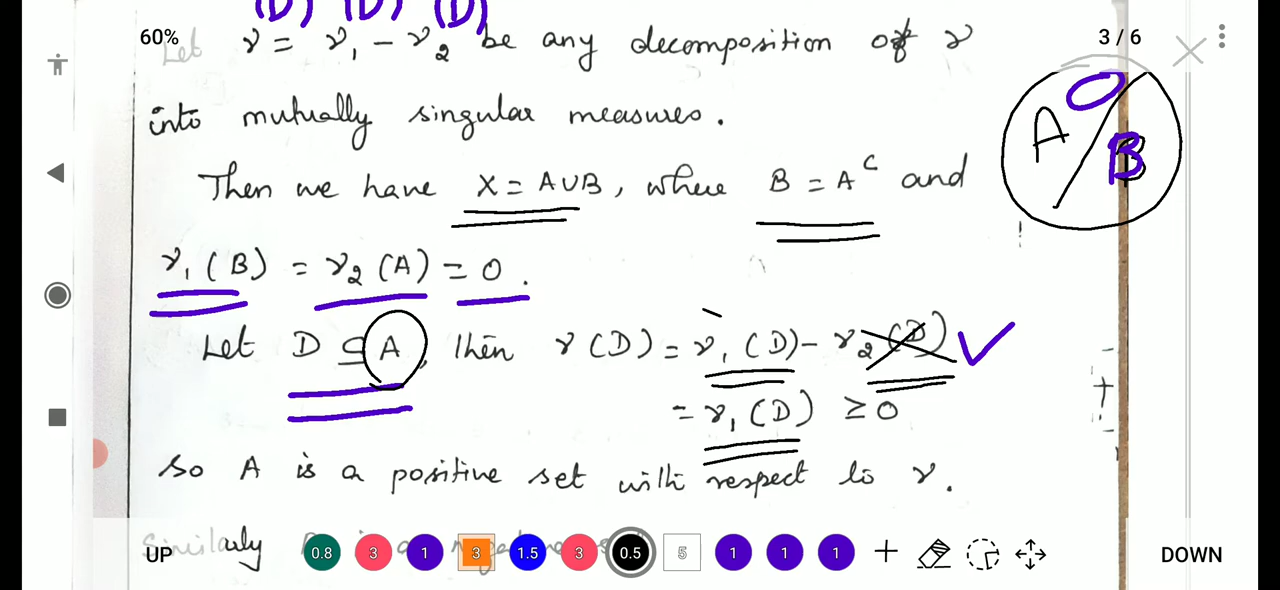 (D) (D) (D)
60%
3 / 6
Let ν = ν₁ − ν₂ be any decomposition of ν
into mutually singular measures.
Then we have X = A∪B, where B = Aᶜ and
A / B
ν₁(B) = ν₂(A) = 0.
Let D ⊆ A, then ν(D) = ν₁(D) − ν₂(D)
= ν₁(D) ≥ 0
So A is a positive set with respect to ν.
Similarly
UP 0.8 3 1 3 1.5 3 0.5 5 1 1 1 DOWN